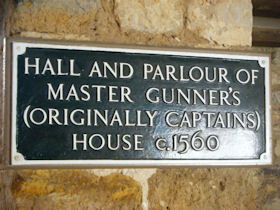 HALL AND PARLOUR OF
MASTER GUNNER'S
(ORIGINALLY CAPTAINS)
HOUSE c.1560